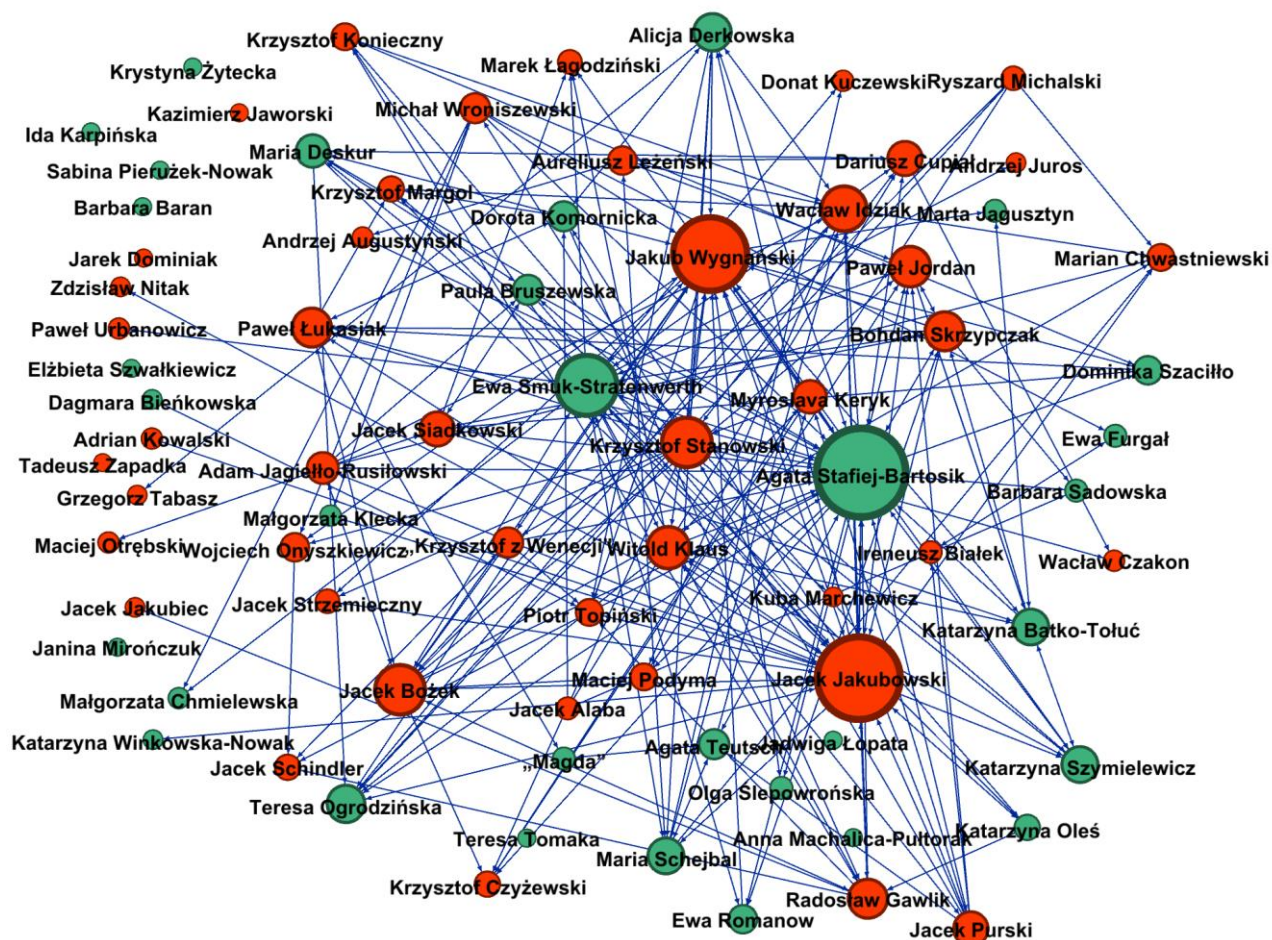 Alicja Derkowska
Krzysztof Konieczny
Marek Łagodziński
Krystyna Żytecka
Donat Kuczewski
Ryszard Michalski
Kazimierz Jaworski
Michał Wroniszewski
Ida Karpińska
Maria Deskur
Aureliusz Leżeński
Dariusz Cupiał
Andrzej Juros
Sabina Pierużek-Nowak
Krzysztof Margol
Barbara Baran
Dorota Komornicka
Wacław Idziak
Marta Jagusztyn
Andrzej Augustyński
Jarek Dominiak
Jakub Wygnański
Paweł Jordan
Marian Chwastniewski
Zdzisław Nitak
Paula Bruszewska
Paweł Urbanowicz
Paweł Łukasiak
Bohdan Skrzypczak
Elżbieta Szwałkiewicz
Ewa Smuk-Stratenwerth
Dominika Szaciłło
Dagmara Bieńkowska
Myroslava Keryk
Adrian Kowalski
Jacek Siadkowski
Krzysztof Stanowski
Ewa Furgał
Tadeusz Zapadka
Adam Jagiełło-Rusiłowski
Agata Stafiej-Bartosik
Grzegorz Tabasz
Barbara Sadowska
Małgorzata Klecka
Maciej Otrębski
Wojciech Onyszkiewicz
„Krzysztof z Wenecji”
Witold Klaus
Ireneusz Białek
Wacław Czakon
Jacek Jakubiec
Jacek Strzemieczny
Piotr Topiński
Kuba Marchewicz
Katarzyna Batko-Tołuć
Janina Mirończuk
Jacek Bożek
Maciej Podyma
Jacek Jakubowski
Małgorzata Chmielewska
Jacek Alaba
Katarzyna Winkowska-Nowak
Agata Teutsch
Jadwiga Łopata
Jacek Schindler
„Magda”
Katarzyna Szymielewicz
Teresa Ogrodzińska
Olga Ślepowrońska
Teresa Tomaka
Anna Machalica-Pułtorak
Katarzyna Oleś
Maria Schejbal
Krzysztof Czyżewski
Radosław Gawlik
Ewa Romanow
Jacek Purski